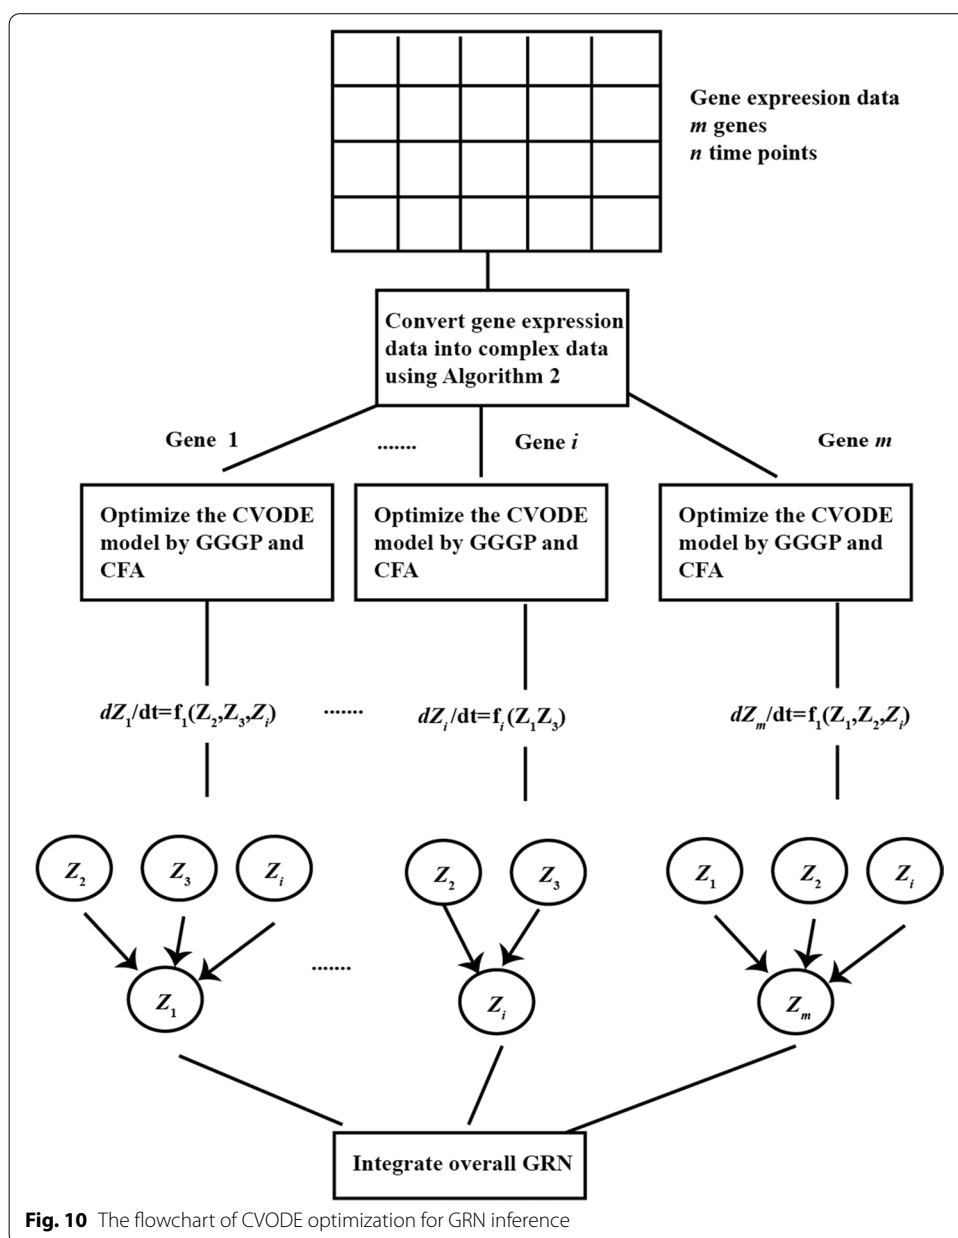 Gene expreesion data
m genes
n time points
Convert gene expression
data into complex data
using Algorithm 2
Gene 1
.......
Gene i
Gene m
Optimize the CVODE
model by GGGP and
CFA
Optimize the CVODE
model by GGGP and
CFA
Optimize the CVODE
model by GGGP and
CFA
dZ₁/dt=f₁(Z₂,Z₃,Zᵢ)
.......
dZᵢ/dt=fᵢ(Z₁Z₃)
dZₘ/dt=f₁(Z₁,Z₂,Zᵢ)
Z₂
Z₃
Zᵢ
Z₂
Z₃
Z₁
Z₂
Zᵢ
Z₁
.......
Zᵢ
Zₘ
Integrate overall GRN
Fig. 10 The flowchart of CVODE optimization for GRN inference